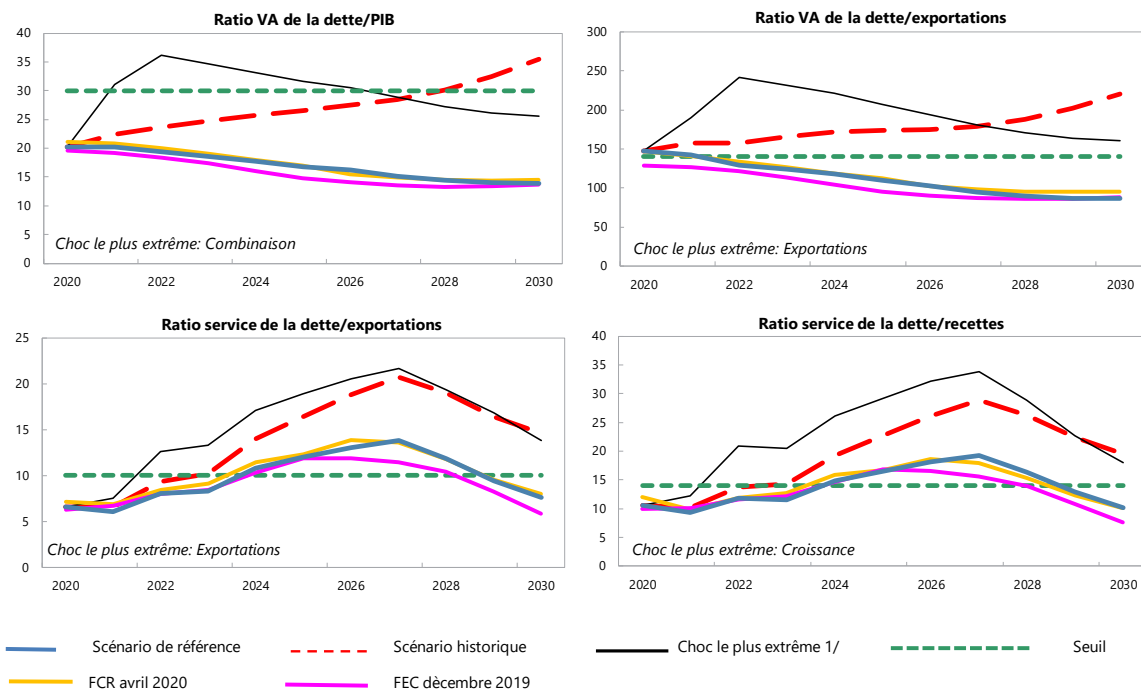 Ratio VA de la dette/PIB
40
35
30
25
20
15
10
5
0
2020 2022 2024 2026 2028 2030
Choc le plus extrême: Combinaison
Ratio VA de la dette/exportations
300
250
200
150
100
50
0
2020 2022 2024 2026 2028 2030
Choc le plus extrême: Exportations
Ratio service de la dette/exportations
25
20
15
10
5
0
2020 2022 2024 2026 2028 2030
Choc le plus extrême: Exportations
Ratio service de la dette/recettes
40
35
30
25
20
15
10
5
0
2020 2022 2024 2026 2028 2030
Choc le plus extrême: Croissance
Scénario de référence
Scénario historique
Choc le plus extrême 1/
Seuil
FCR avril 2020
FEC dècembre 2019